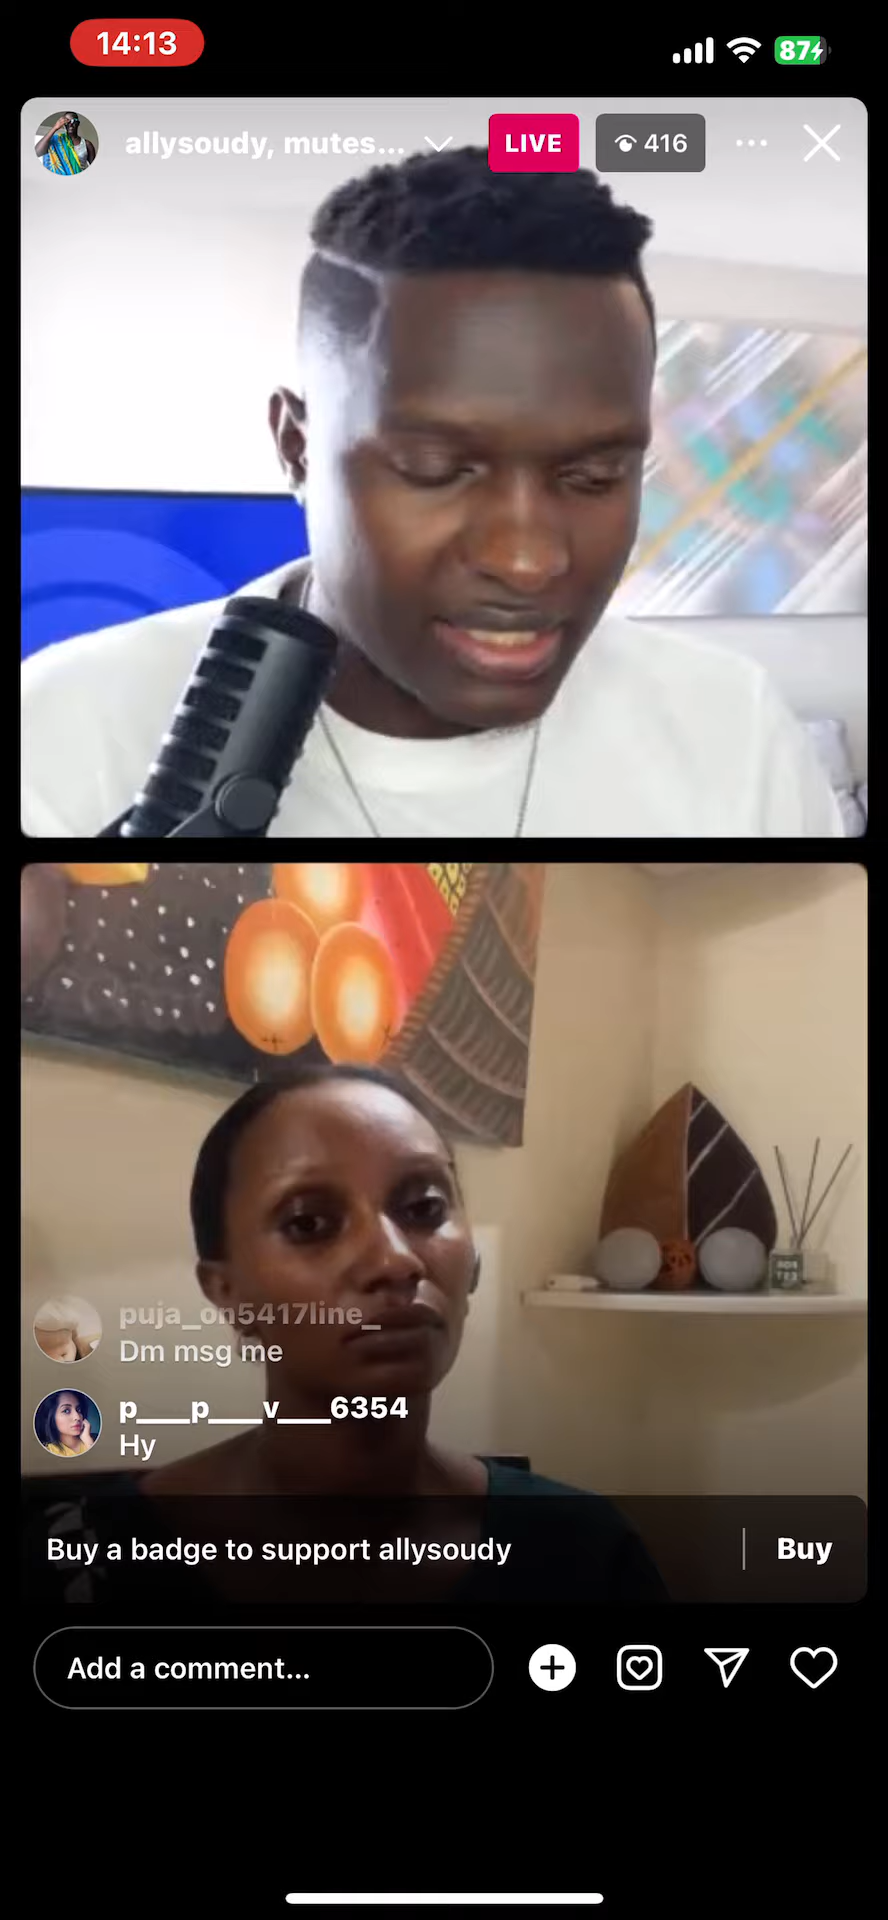 14:13
87
allysoudy, mutes...
LIVE
416
puja_on5417line_
Dm msg me
p___p___v___6354
Hy
Buy a badge to support allysoudy
Buy
Add a comment...